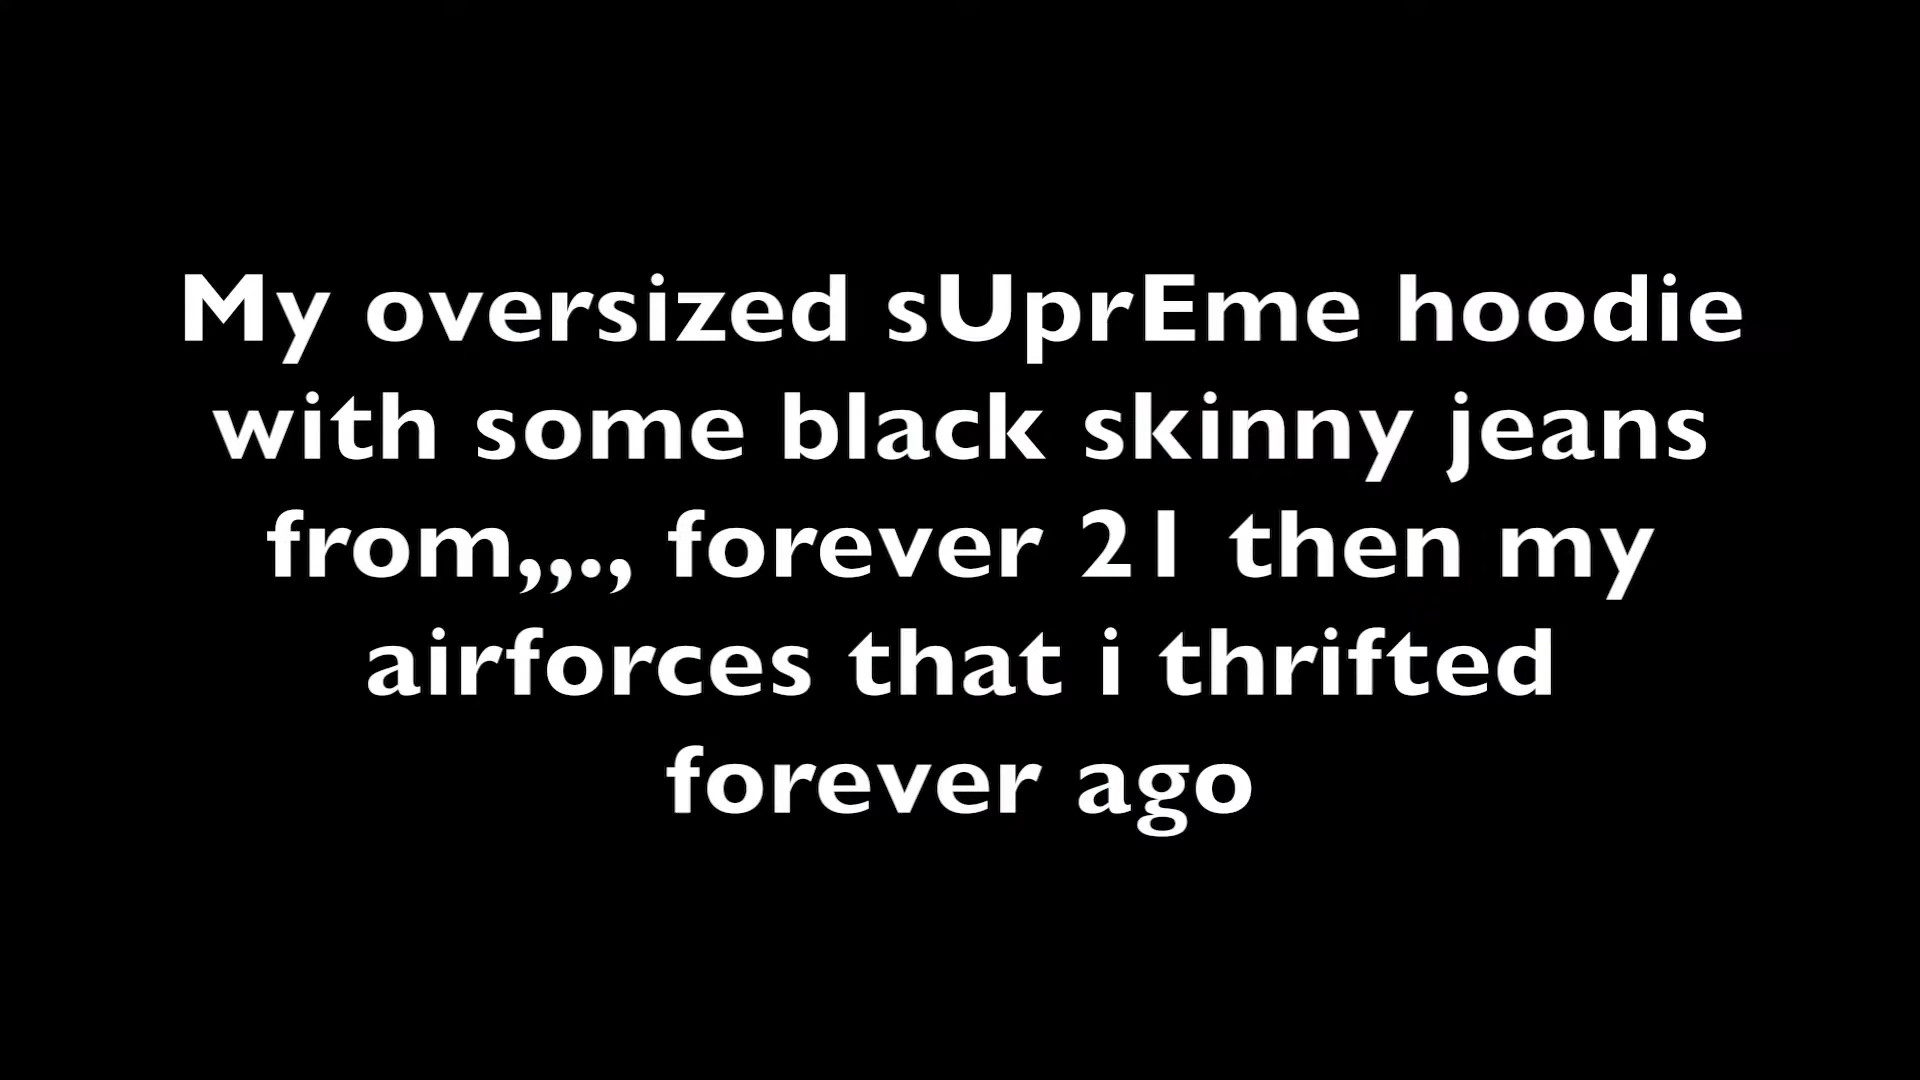 My oversized sUprEme hoodie
with some black skinny jeans
from,,., forever 21 then my
airforces that i thrifted
forever ago